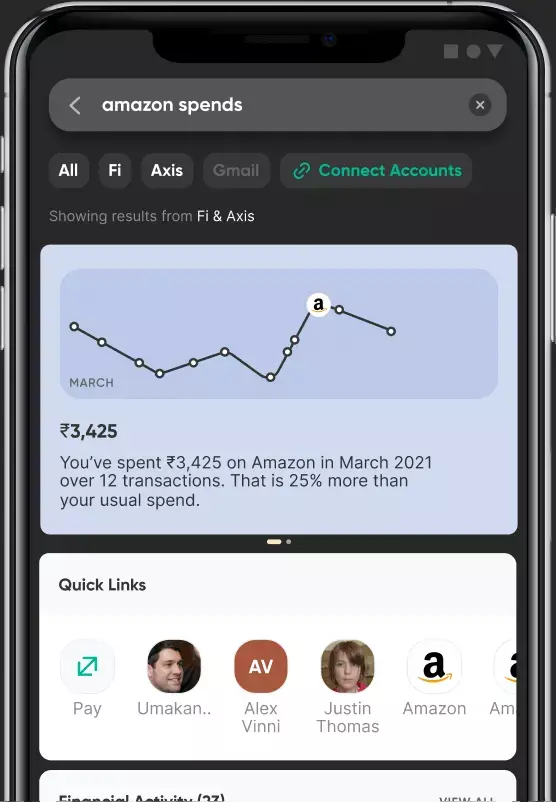 amazon spends
All Fi Axis Gmail Connect Accounts
Showing results from Fi & Axis
a
MARCH
₹3,425
You’ve spent ₹3,425 on Amazon in March 2021
over 12 transactions. That is 25% more than
your usual spend.
Quick Links
AV
a
Pay Umakan.. Alex Justin Amazon Am
Vinni Thomas
Financial Activity (23) VIEW ALL